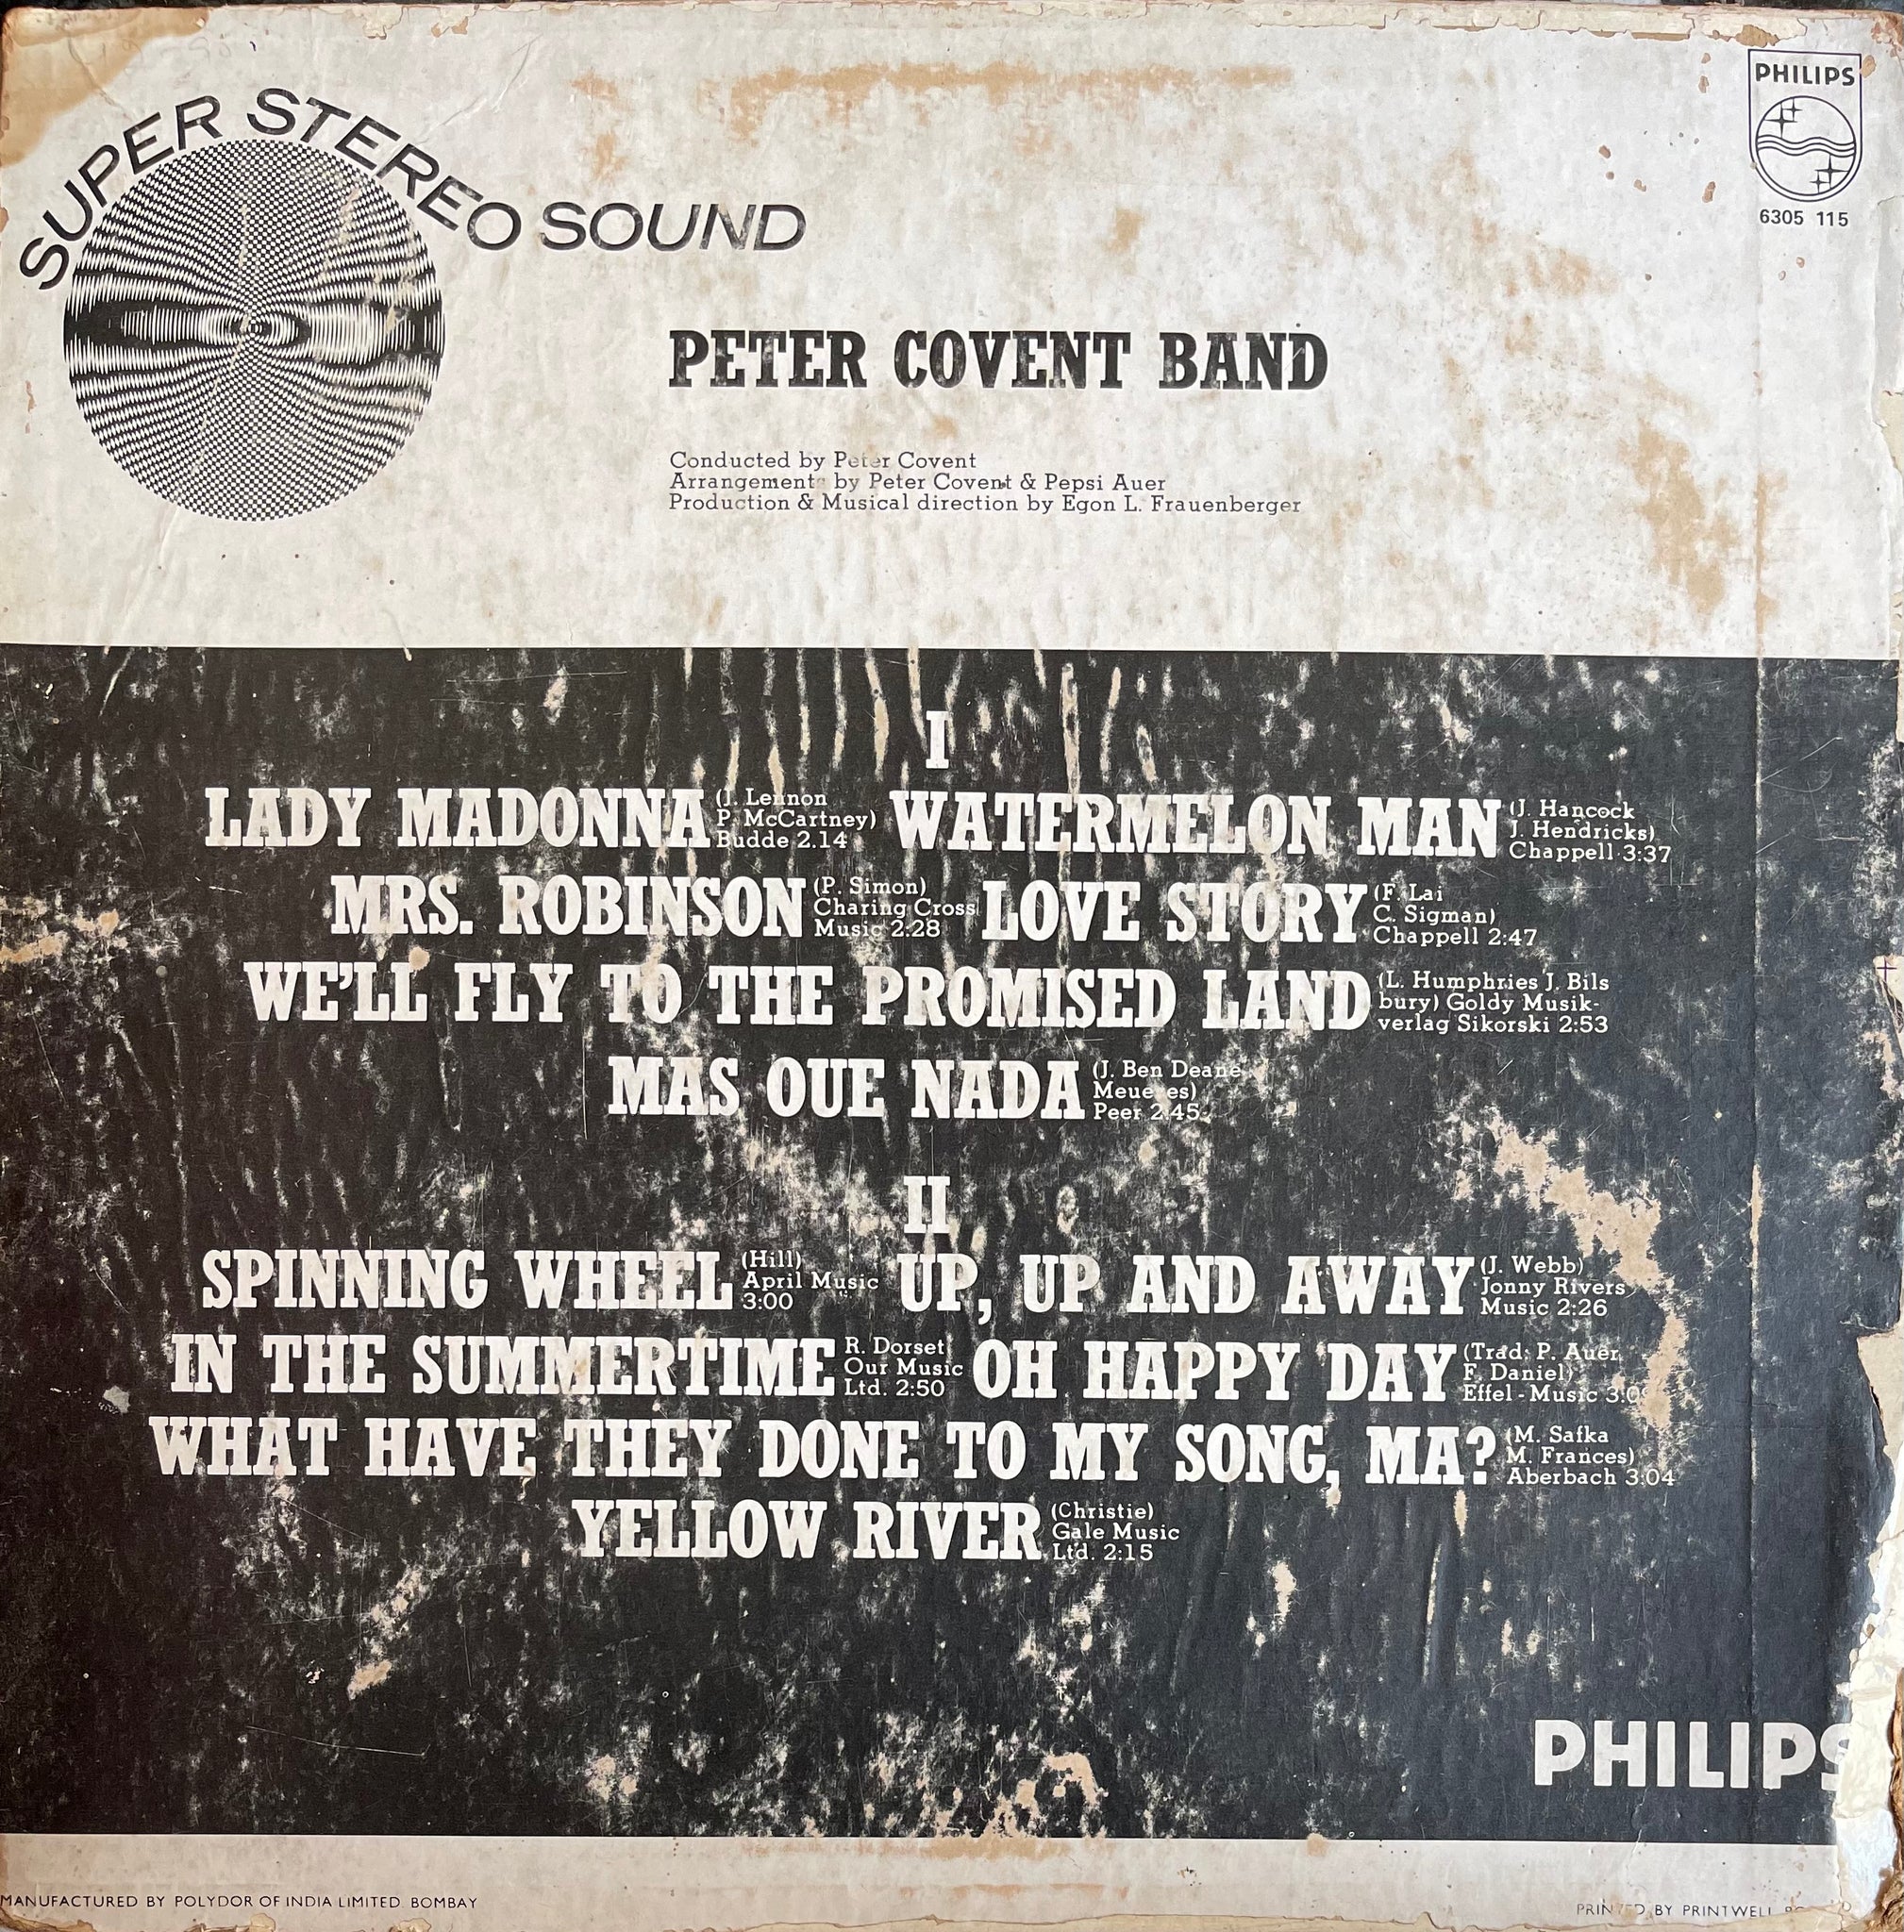 SUPER STEREO SOUND
PHILIPS
6305 115
PETER COVENT BAND
Conducted by Peter Covent
Arrangements by Peter Covent & Pepsi Auer
Production & Musical direction by Egon L. Frauenberger
I
LADY MADONNA
(J. Lennon
P. McCartney)
Budde 2.14
WATERMELON MAN
(J. Hancock
J. Hendricks)
Chappell 3:37
MRS. ROBINSON
(P. Simon)
Charing Cross
Music 2:28
LOVE STORY
(F. Lai
C. Sigman)
Chappell 2:47
WE'LL FLY TO THE PROMISED LAND
(L. Humphries J. Bils
bury) Goldy Musik-
verlag Sikorski 2:53
MAS OUE NADA
(J. Ben Deane
Peer 2:45
II
SPINNING WHEEL
(Hill)
April Music
3:00
UP, UP AND AWAY
(J. Webb)
Jonny Rivers
Music 2:26
IN THE SUMMERTIME
R. Dorset
Our Music
Ltd. 2:50
OH HAPPY DAY
(Trad: P. Auer
F. Daniel)
Effel - Music
WHAT HAVE THEY DONE TO MY SONG, MA?
(M. Safka
M. Frances)
Aberbach 3:04
YELLOW RIVER
(Christie)
Gale Music
Ltd. 2:15
PHILIPS
MANUFACTURED BY POLYDOR OF INDIA LIMITED BOMBAY
PRINTED BY PRINTWELL